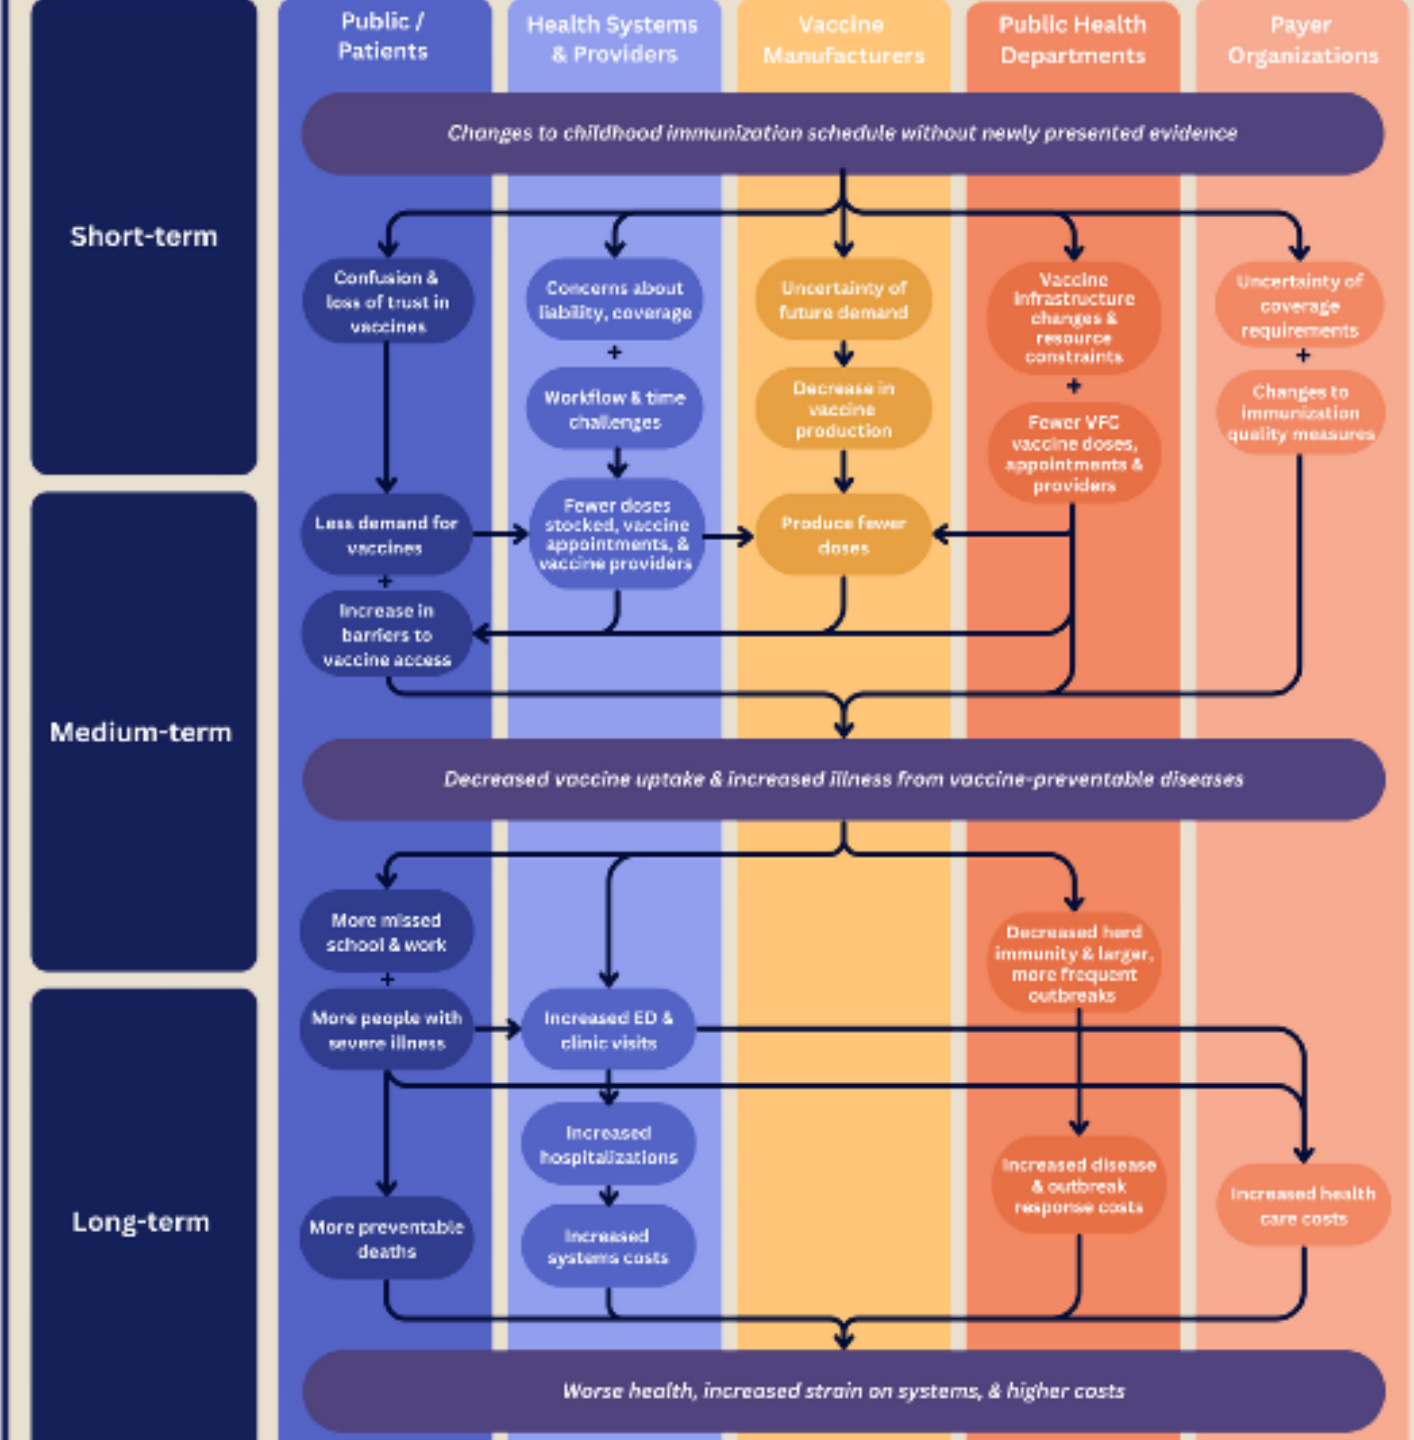 Public /
Patients
Health Systems
& Providers
Vaccine
Manufacturers
Public Health
Departments
Payer
Organizations
Short-term
Changes to childhood immunization schedule without newly presented evidence
Confusion &
loss of trust in
vaccines
Concerns about
liability, coverage
+
Workflow & time
challenges
Uncertainty of
future demand
Decrease in
vaccine
production
Vaccine
infrastructure
changes &
resource
constraints
+
Fewer VFC
vaccine doses,
appointments &
providers
Uncertainty of
coverage
requirements
+
Changes to
immunization
quality measures
Medium-term
Less demand for
vaccines
+
Increase in
barriers to
vaccine access
Fewer doses
stocked, vaccine
appointments, &
vaccine providers
Produce fewer
doses
Decreased vaccine uptake & increased illness from vaccine-preventable diseases
More missed
school & work
+
Decreased herd
immunity & larger,
more frequent
outbreaks
Long-term
More people with
severe illness
Increased ED &
clinic visits
Increased
hospitalizations
Increased disease
& outbreak
response costs
Increased health
care costs
More preventable
deaths
Increased
systems costs
Worse health, increased strain on systems, & higher costs